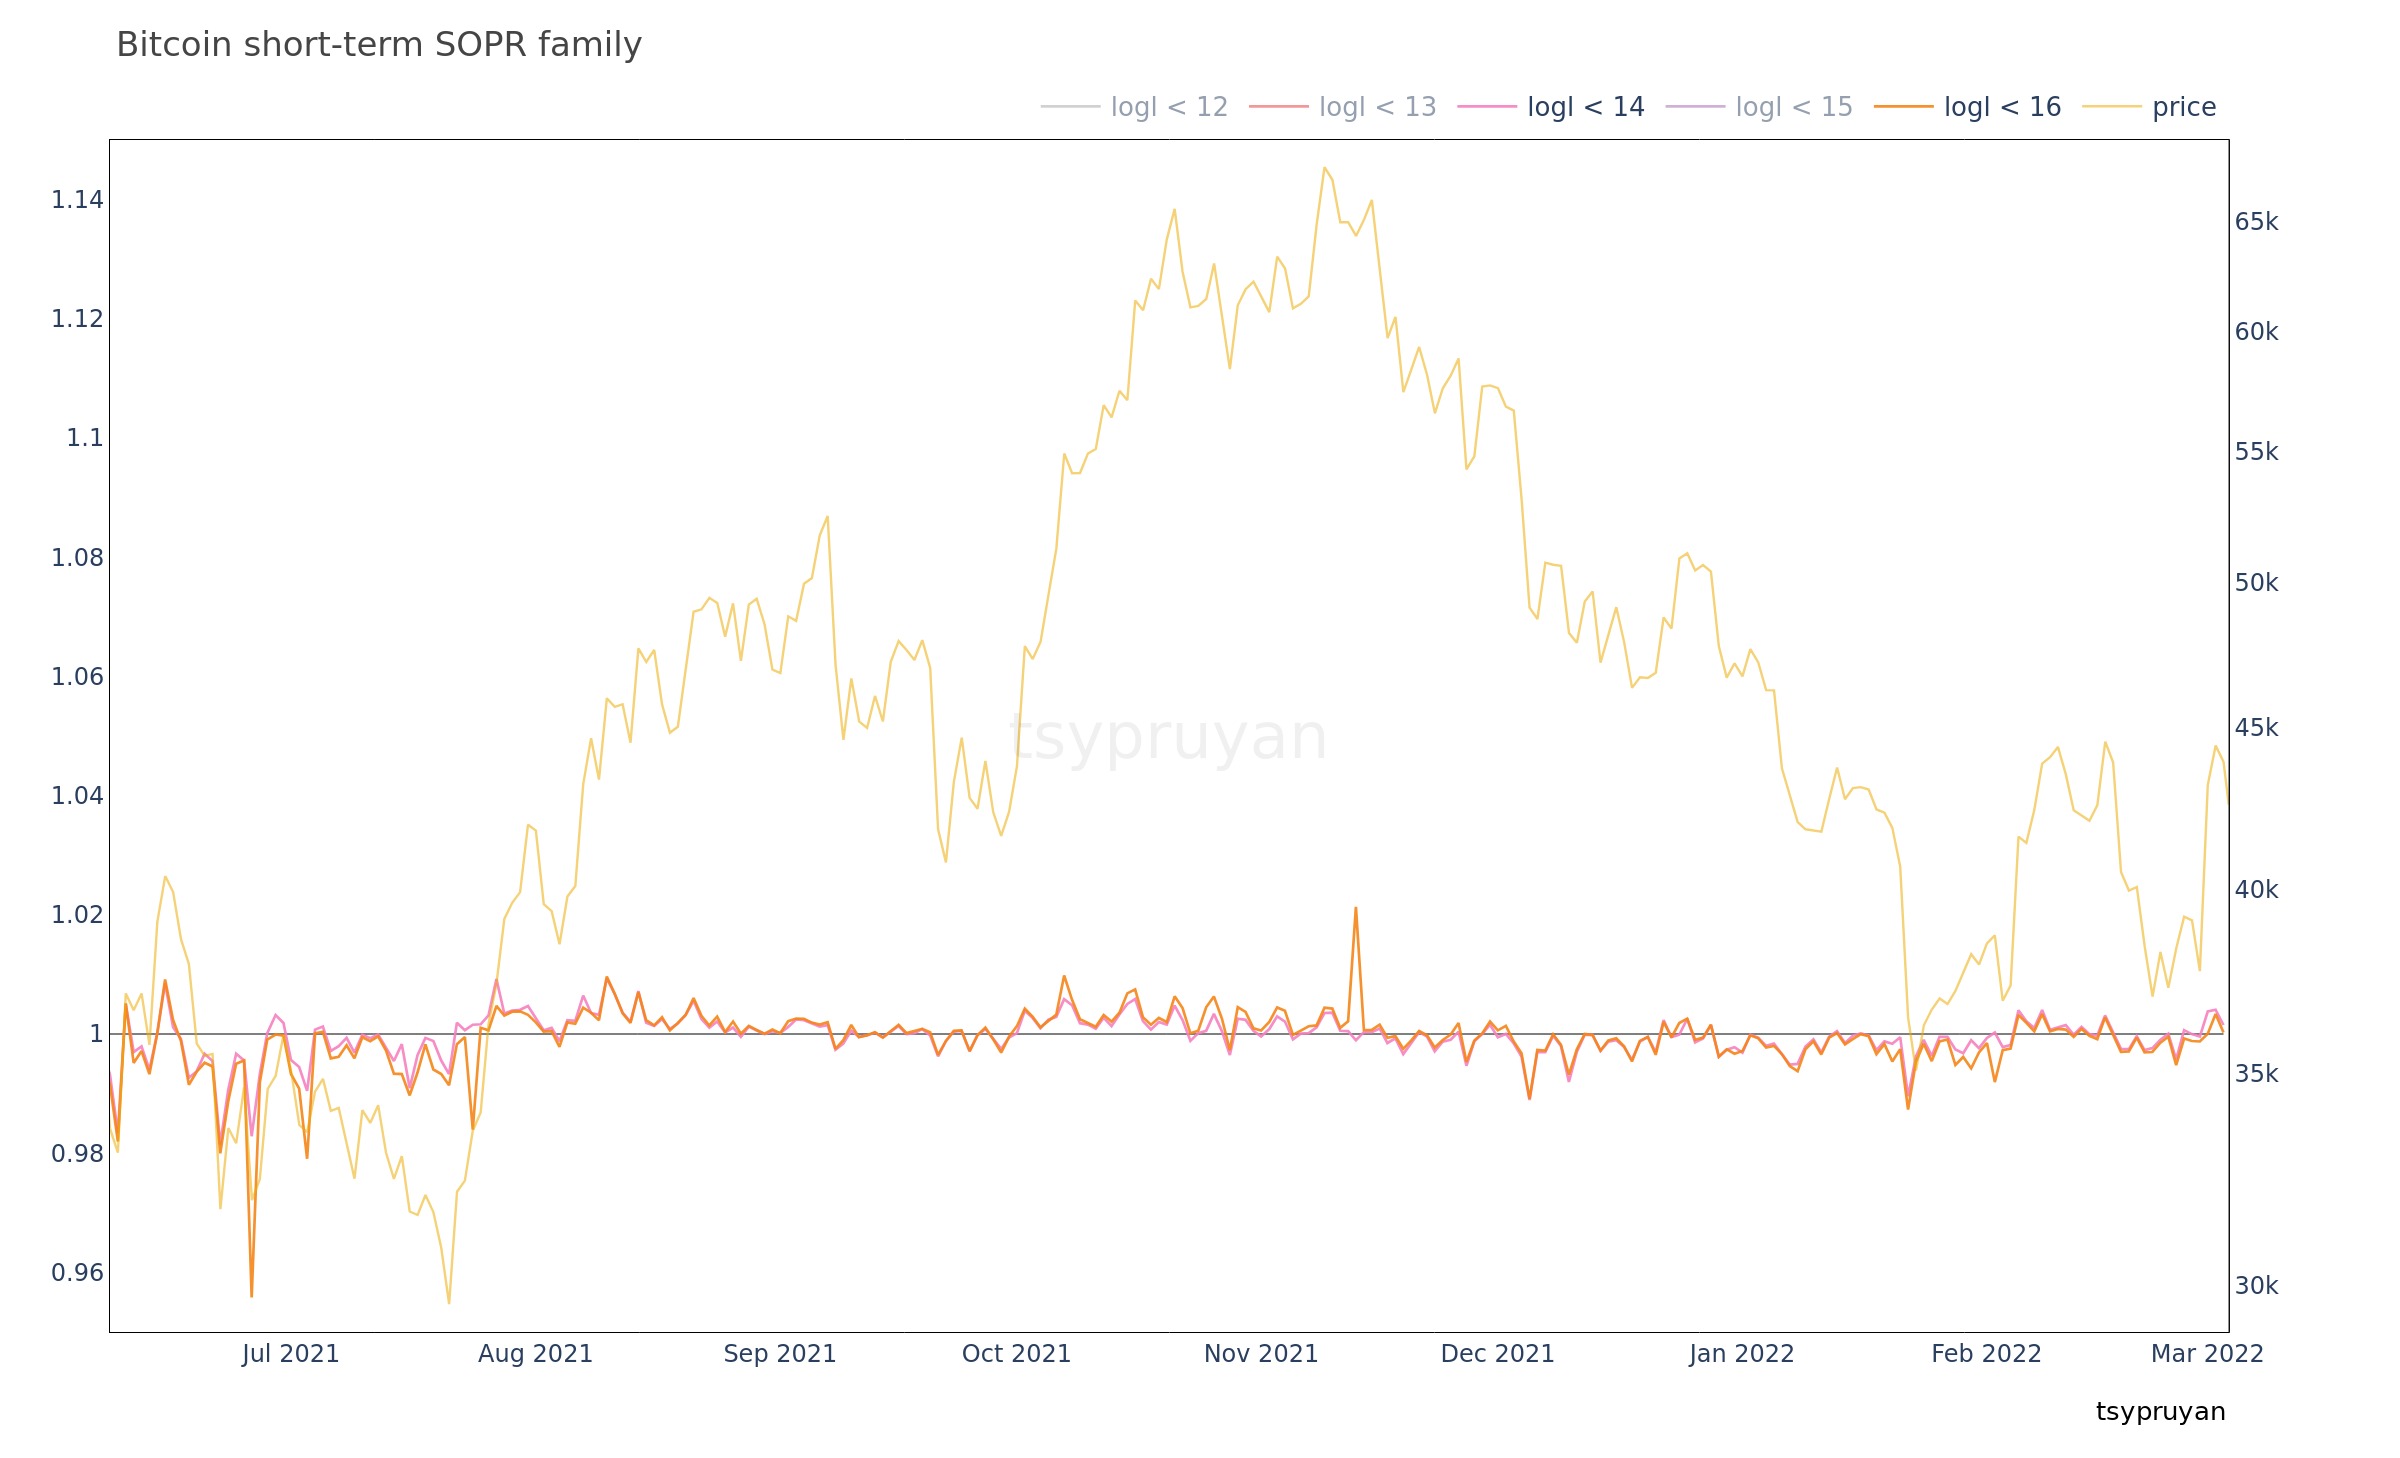 Bitcoin short-term SOPR family
logl < 12 logl < 13 logl < 14 logl < 15 logl < 16 price
1.14
1.12
1.1
1.08
1.06
1.04
1.02
1
0.98
0.96
65k
60k
55k
50k
45k
40k
35k
30k
tsypruyan
Jul 2021 Aug 2021 Sep 2021 Oct 2021 Nov 2021 Dec 2021 Jan 2022 Feb 2022 Mar 2022
tsypruyan